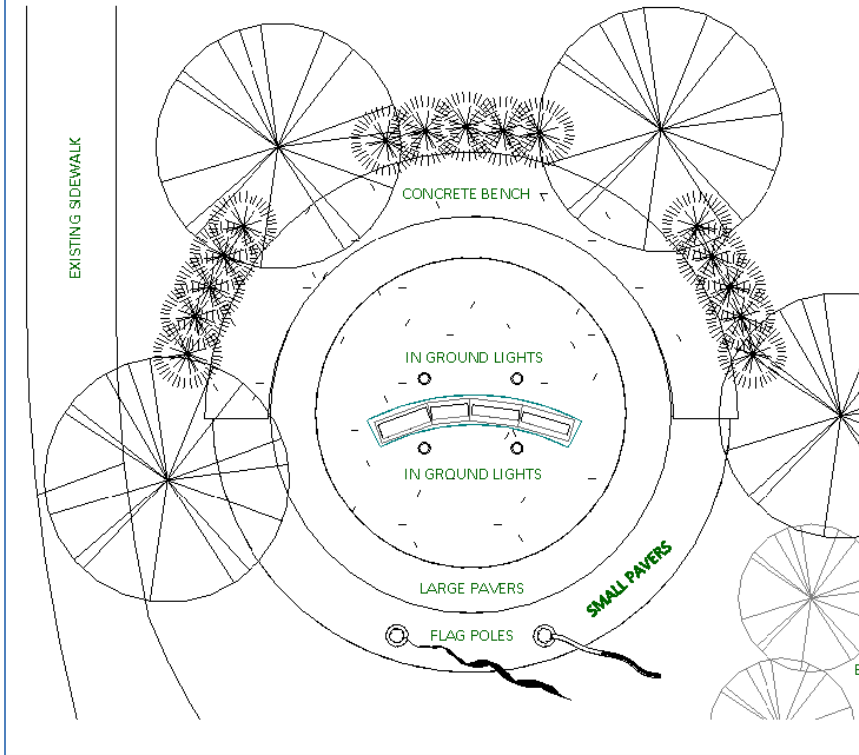 EXISTING SIDEWALK
CONCRETE BENCH
IN GROUND LIGHTS
IN GROUND LIGHTS
LARGE PAVERS
SMALL PAVERS
FLAG POLES